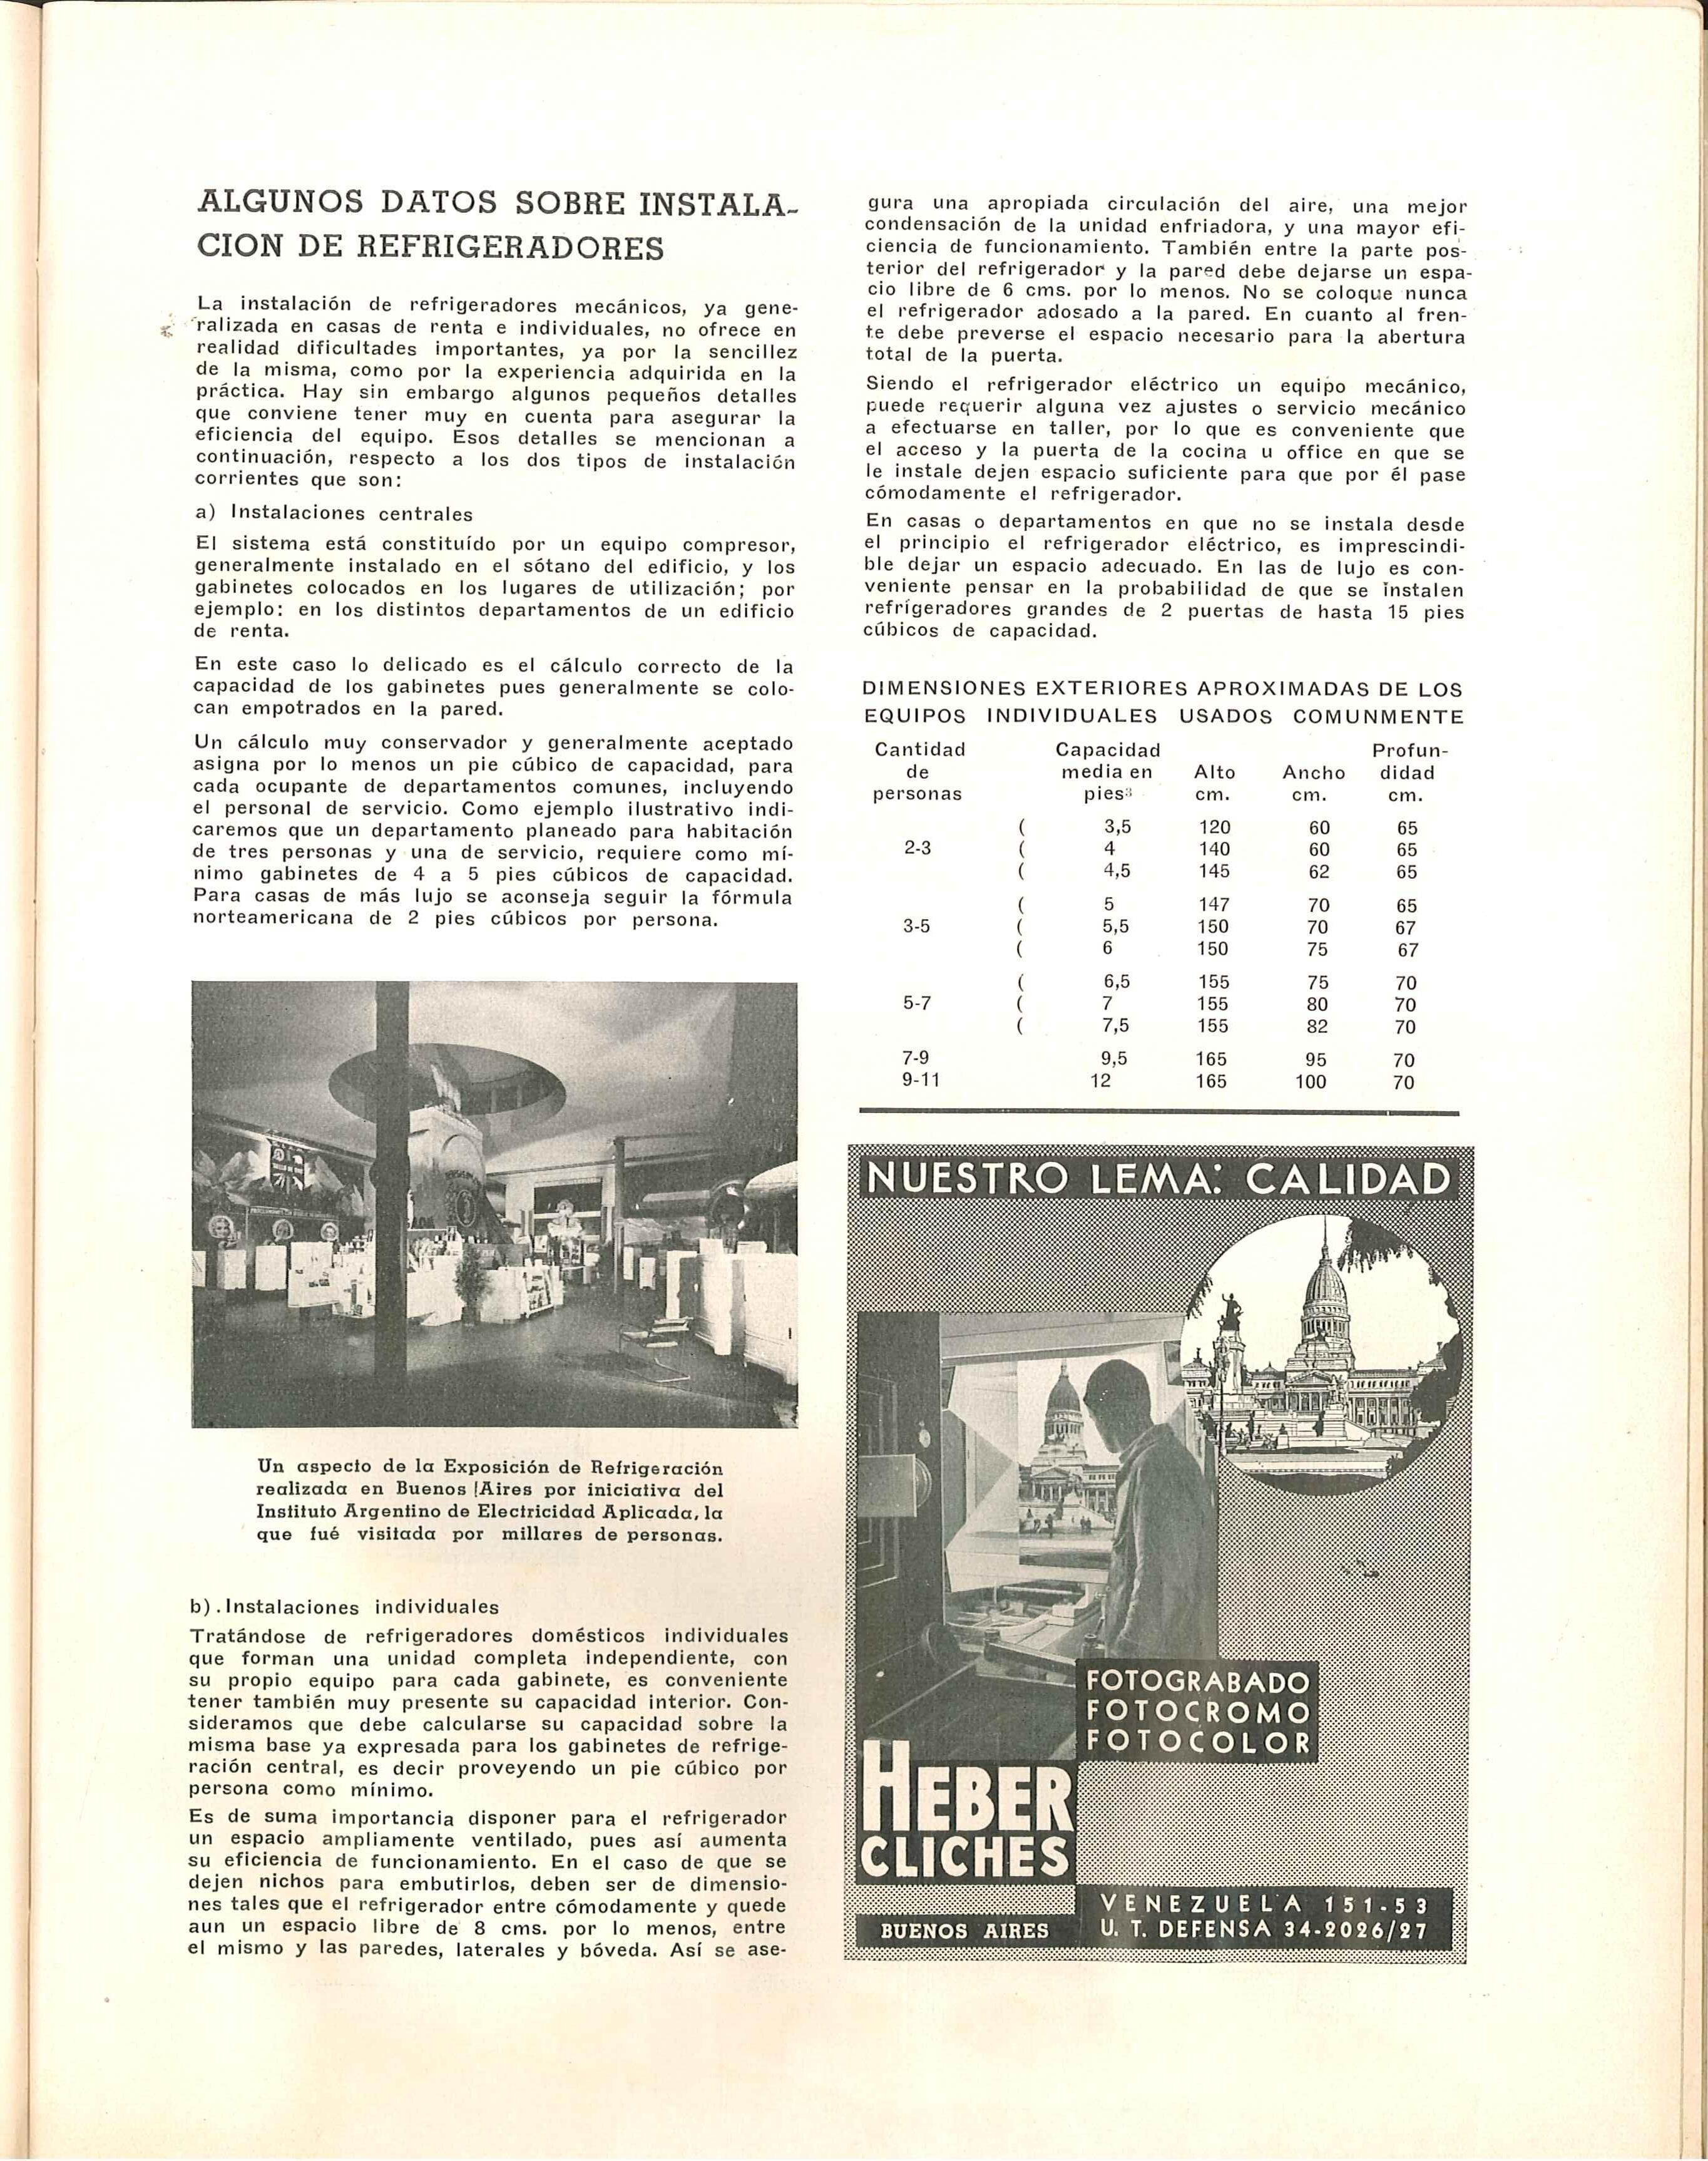 ALGUNOS DATOS SOBRE INSTALA-
CION DE REFRIGERADORES
La instalación de refrigeradores mecánicos, ya gene-
ralizada en casas de renta e individuales, no ofrece en
realidad dificultades importantes, ya por la sencillez
de la misma, como por la experiencia adquirida en la
práctica. Hay sin embargo algunos pequeños detalles
que conviene tener muy en cuenta para asegurar la
eficiencia del equipo. Esos detalles se mencionan a
continuación, respecto a los dos tipos de instalación
corrientes que son:
a) Instalaciones centrales
El sistema está constituído por un equipo compresor,
generalmente instalado en el sótano del edificio, y los
gabinetes colocados en los lugares de utilización; por
ejemplo: en los distintos departamentos de un edificio
de renta.
En este caso lo delicado es el cálculo correcto de la
capacidad de los gabinetes pues generalmente se colo-
can empotrados en la pared.
Un cálculo muy conservador y generalmente aceptado
asigna por lo menos un pie cúbico de capacidad, para
cada ocupante de departamentos comunes, incluyendo
el personal de servicio. Como ejemplo ilustrativo indi-
caremos que un departamento planeado para habitación
de tres personas y una de servicio, requiere como mí-
nimo gabinetes de 4 a 5 pies cúbicos de capacidad.
Para casas de más lujo se aconseja seguir la fórmula
norteamericana de 2 pies cúbicos por persona.
Un aspecto de la Exposición de Refrigeración
realizada en Buenos Aires por iniciativa del
Instituto Argentino de Electricidad Aplicada, la
que fué visitada por millares de personas.
b). Instalaciones individuales
Tratándose de refrigeradores domésticos individuales
que forman una unidad completa independiente, con
su propio equipo para cada gabinete, es conveniente
tener también muy presente su capacidad interior. Con-
sideramos que debe calcularse su capacidad sobre la
misma base ya expresada para los gabinetes de refrige-
ración central, es decir proveyendo un pie cúbico por
persona como mínimo.
Es de suma importancia disponer para el refrigerador
un espacio ampliamente ventilado, pues así aumenta
su eficiencia de funcionamiento. En el caso de que se
dejen nichos para embutirlos, deben ser de dimensio-
nes tales que el refrigerador entre cómodamente y quede
aun un espacio libre de 8 cms. por lo menos, entre
el mismo y las paredes, laterales y bóveda. Así se ase-
gura una apropiada circulación del aire, una mejor
condensación de la unidad enfriadora, y una mayor efi-
ciencia de funcionamiento. También entre la parte pos-
terior del refrigerador y la pared debe dejarse un espa-
cio libre de 6 cms. por lo menos. No se coloque nunca
el refrigerador adosado a la pared. En cuanto al fren-
te debe preverse el espacio necesario para la abertura
total de la puerta.
Siendo el refrigerador eléctrico un equipo mecánico,
puede requerir alguna vez ajustes o servicio mecánico
a efectuarse en taller, por lo que es conveniente que
el acceso y la puerta de la cocina u office en que se
le instale dejen espacio suficiente para que por él pase
cómodamente el refrigerador.
En casas o departamentos en que no se instala desde
el principio el refrigerador eléctrico, es imprescindi-
ble dejar un espacio adecuado. En las de lujo es con-
veniente pensar en la probabilidad de que se instalen
refrigeradores grandes de 2 puertas de hasta 15 pies
cúbicos de capacidad.
DIMENSIONES EXTERIORES APROXIMADAS DE LOS
EQUIPOS INDIVIDUALES USADOS COMUNMENTE
Cantidad Capacidad Profun-
de media en Alto Ancho didad
personas pies³ cm. cm. cm.
( 3,5 120 60 65
2-3 ( 4 140 60 65
( 4,5 145 62 65
( 5 147 70 65
3-5 ( 5,5 150 70 67
( 6 150 75 67
( 6,5 155 75 70
5-7 ( 7 155 80 70
( 7,5 155 82 70
7-9 9,5 165 95 70
9-11 12 165 100 70
NUESTRO LEMA: CALIDAD
FOTOGRABADO
FOTOCROMO
FOTOCOLOR
HEBER
CLICHES
BUENOS AIRES
VENEZUELA 151-53
U. T. DEFENSA 34-2026/27